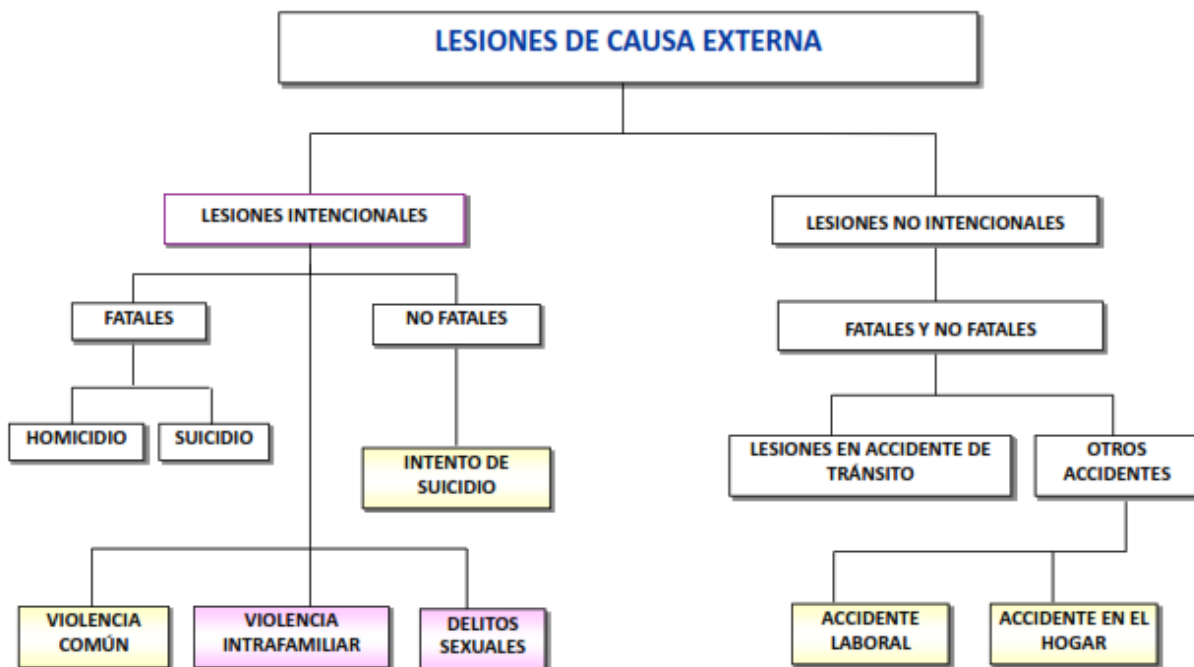 LESIONES DE CAUSA EXTERNA
LESIONES INTENCIONALES
LESIONES NO INTENCIONALES
FATALES
NO FATALES
FATALES Y NO FATALES
HOMICIDIO
SUICIDIO
INTENTO DE
SUICIDIO
LESIONES EN ACCIDENTE DE
TRÁNSITO
OTROS
ACCIDENTES
VIOLENCIA
COMÚN
VIOLENCIA
INTRAFAMILIAR
DELITOS
SEXUALES
ACCIDENTE
LABORAL
ACCIDENTE EN EL
HOGAR